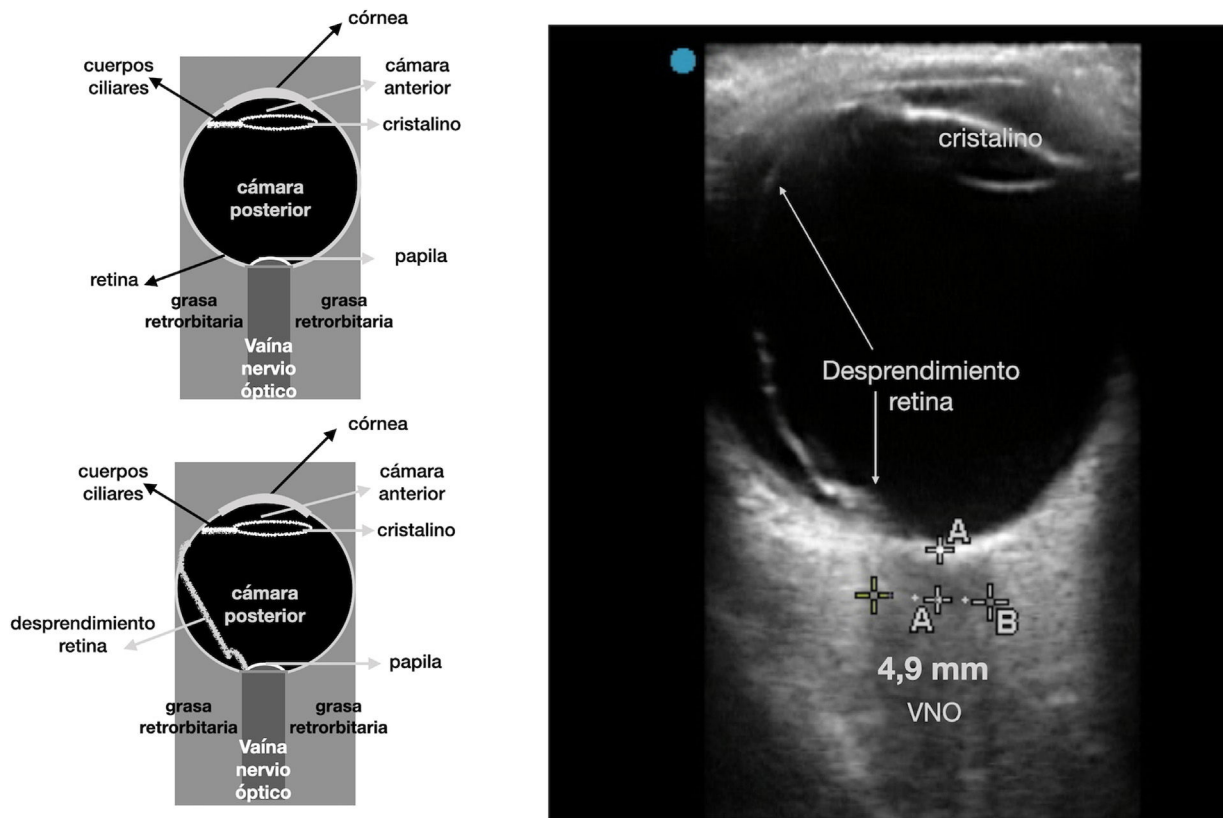 córnea
cuerpos
ciliares
cámara
anterior
cristalino
cámara
posterior
papila
retina
grasa
retrorbitaria
grasa
retrorbitaria
Vaína
nervio
óptico
córnea
cuerpos
ciliares
cámara
anterior
cristalino
cámara
posterior
desprendimiento
retina
papila
grasa
retrorbitaria
grasa
retrorbitaria
Vaína
nervio
óptico
cristalino
Desprendimiento
retina
A
A
B
4,9 mm
VNO